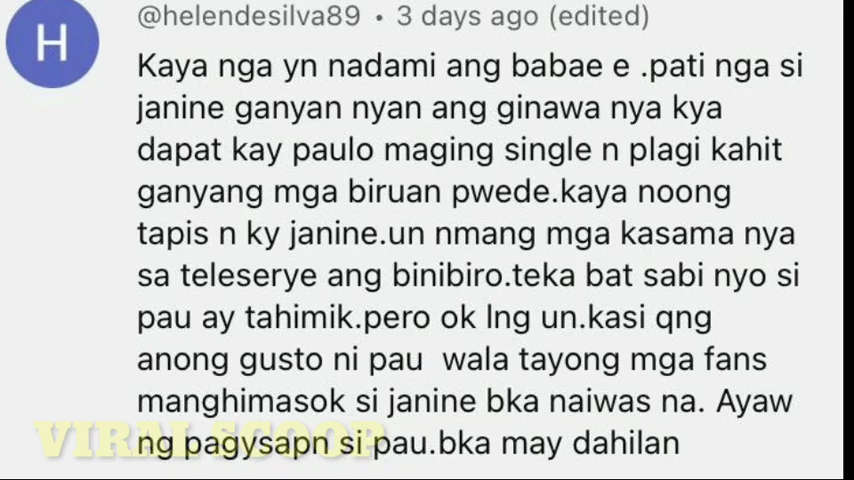 H
@helendesilva89 • 3 days ago (edited)
Kaya nga yn nadami ang babae e .pati nga si
janine ganyan nyan ang ginawa nya kya
dapat kay paulo maging single n plagi kahit
ganyang mga biruan pwede.kaya noong
tapis n ky janine.un nmang mga kasama nya
sa teleserye ang binibiro.teka bat sabi nyo si
pau ay tahimik.pero ok lng un.kasi qng
anong gusto ni pau  wala tayong mga fans
manghimasok si janine bka naiwas na. Ayaw
ng pagysapn si pau.bka may dahilan
VIRAL SCOOP